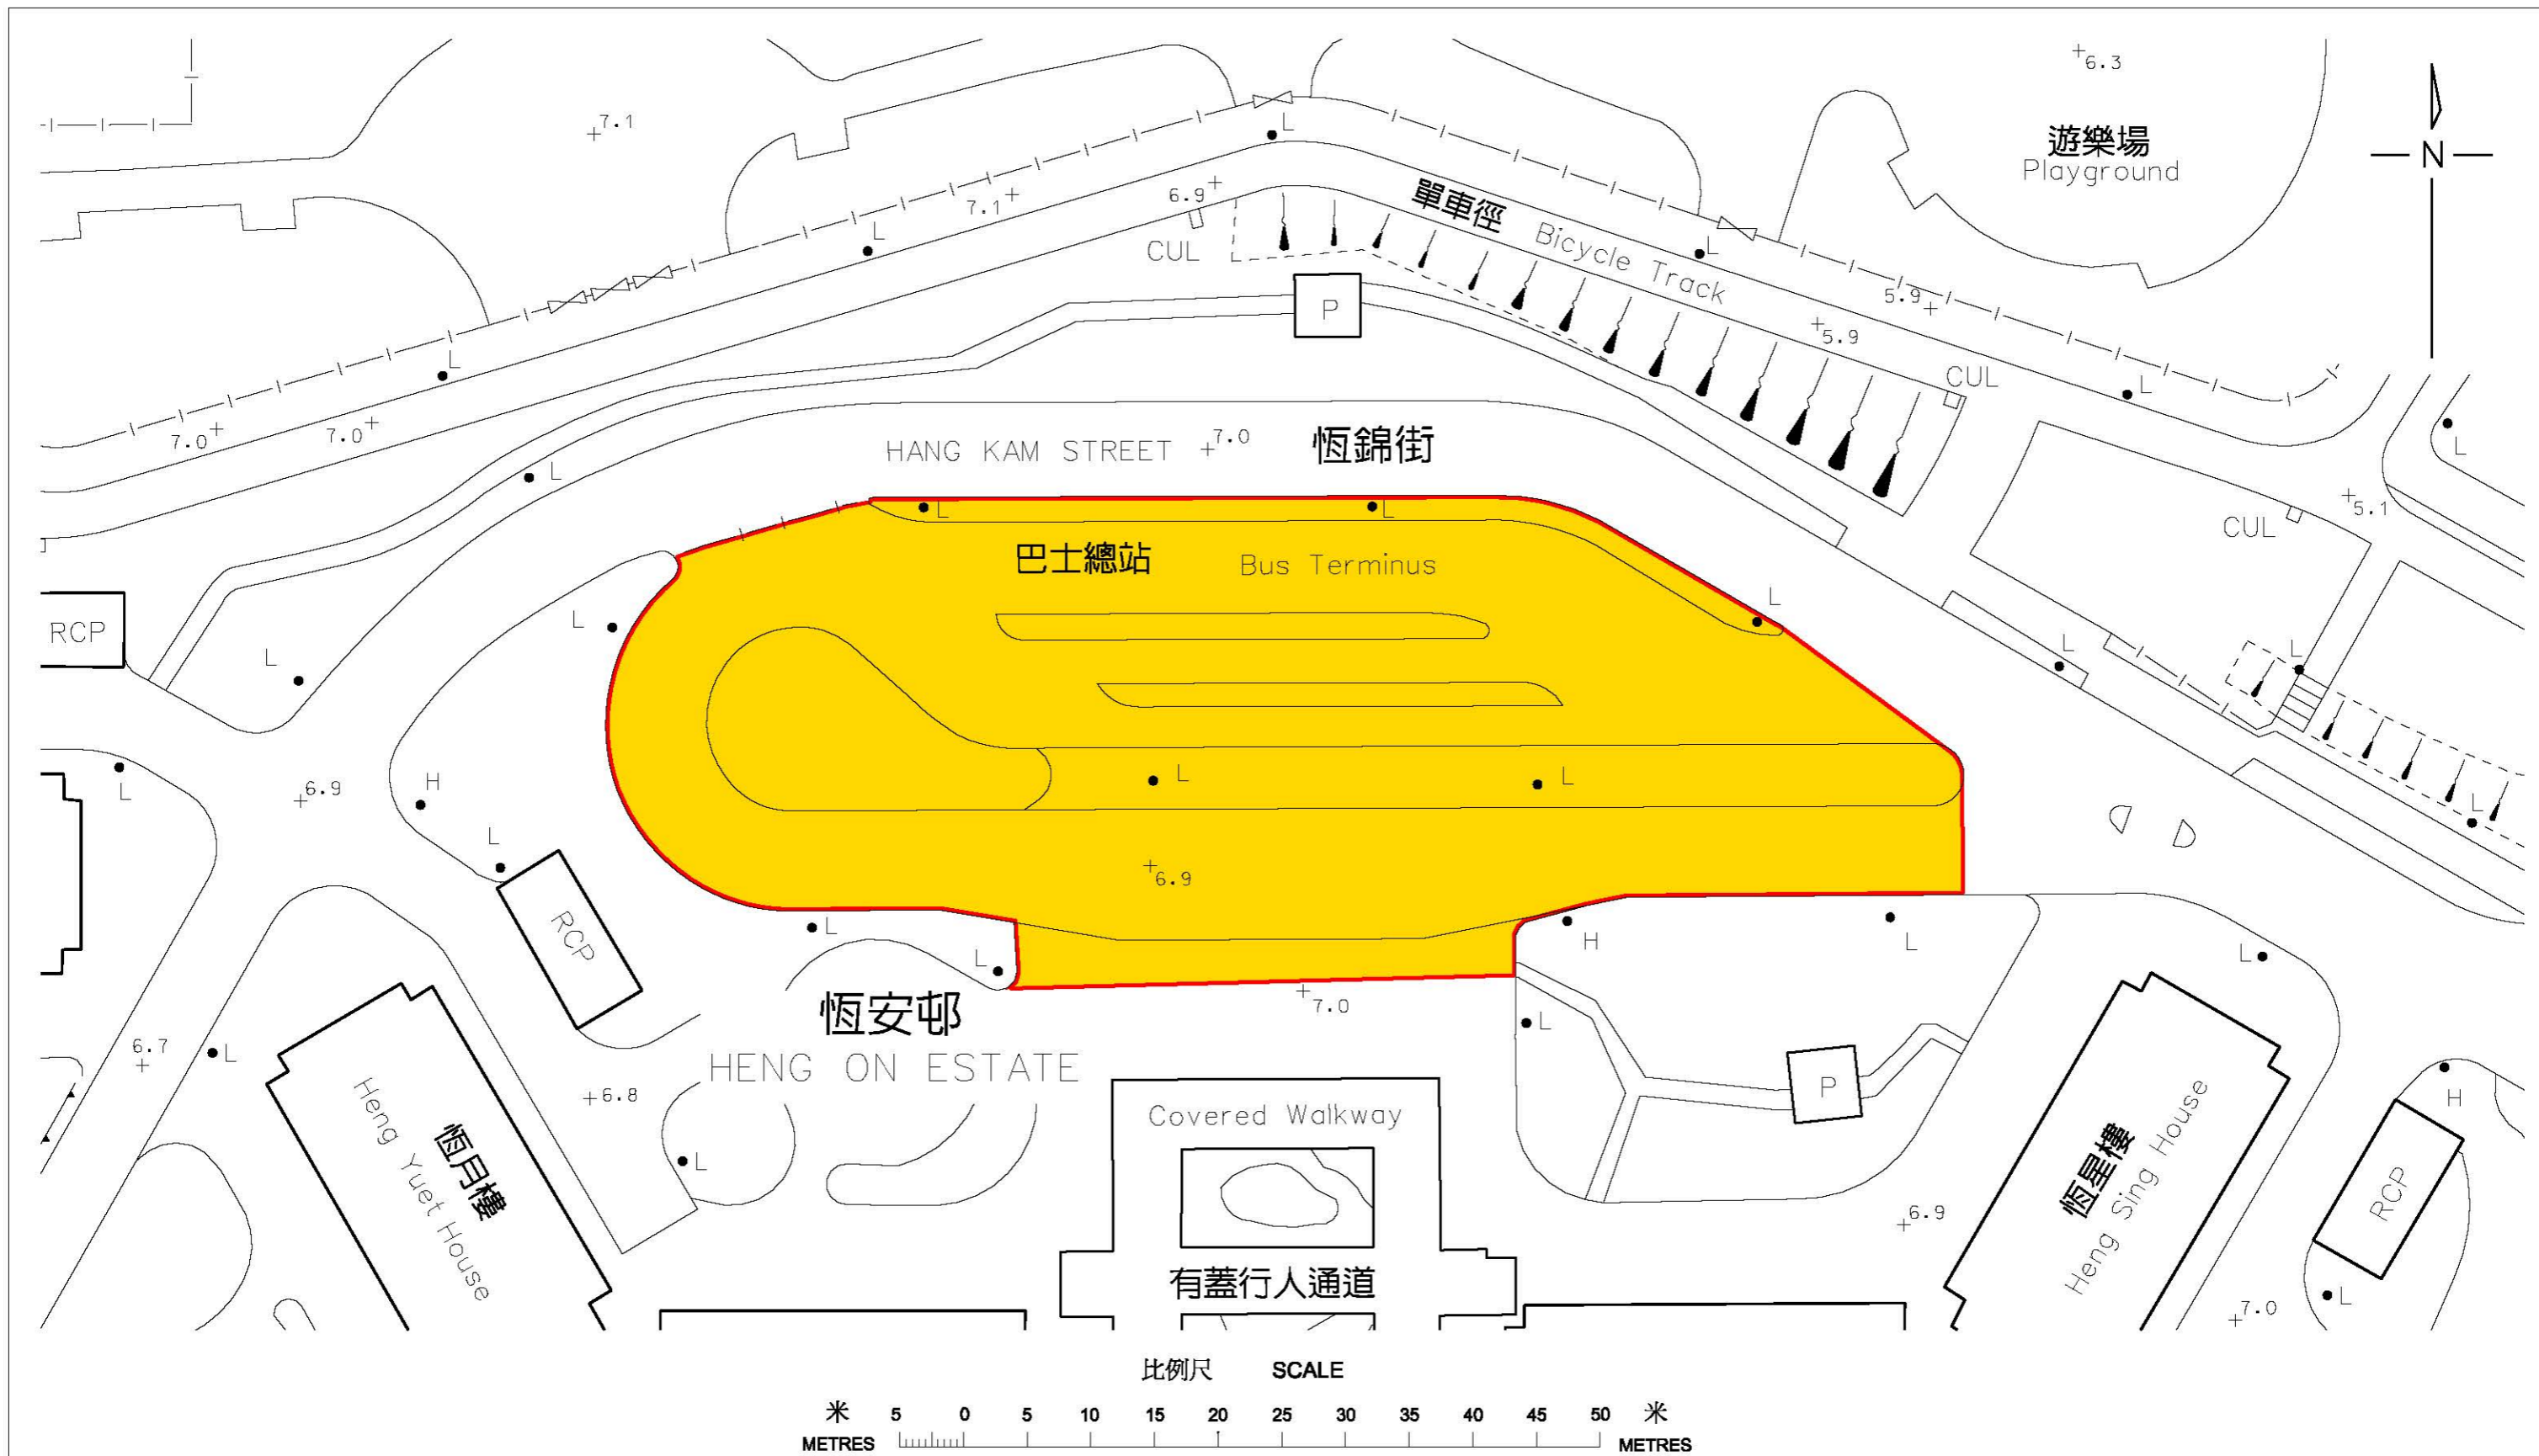 6.3
7.1
L
遊樂場
Playground
N
6.9
7.1
單車徑
Bicycle Track
L
CUL
L
L
P
5.9
5.9
L
CUL
L
7.0
7.0
HANG KAM STREET
7.0
恆錦街
L
L
L
L
5.1
CUL
巴士總站
Bus Terminus
L
L
RCP
L
L
L
L
6.9
H
L
L
L
L
L
6.9
RCP
L
H
L
L
L
7.0
恆安邨
HENG ON ESTATE
L
6.7
L
6.8
Covered Walkway
P
H
恆月樓
Heng Yuet House
L
恆星樓
Heng Sing House
RCP
6.9
有蓋行人通道
7.0
L
比例尺 SCALE
米 5 0 5 10 15 20 25 30 35 40 45 50 米
METRES METRES